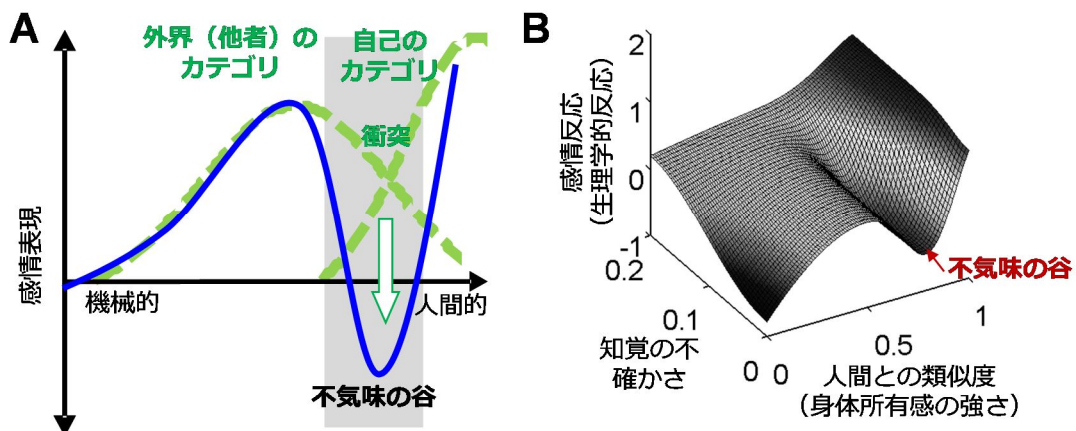 A
外界（他者）の
カテゴリ
自己の
カテゴリ
衝突
感情表現
機械的
人間的
不気味の谷
B
感情反応
（生理学的反応）
2
1
0
-1
0.2
0.1
0
知覚の不
確かさ
0
0.5
1
人間との類似度
（身体所有感の強さ）
不気味の谷